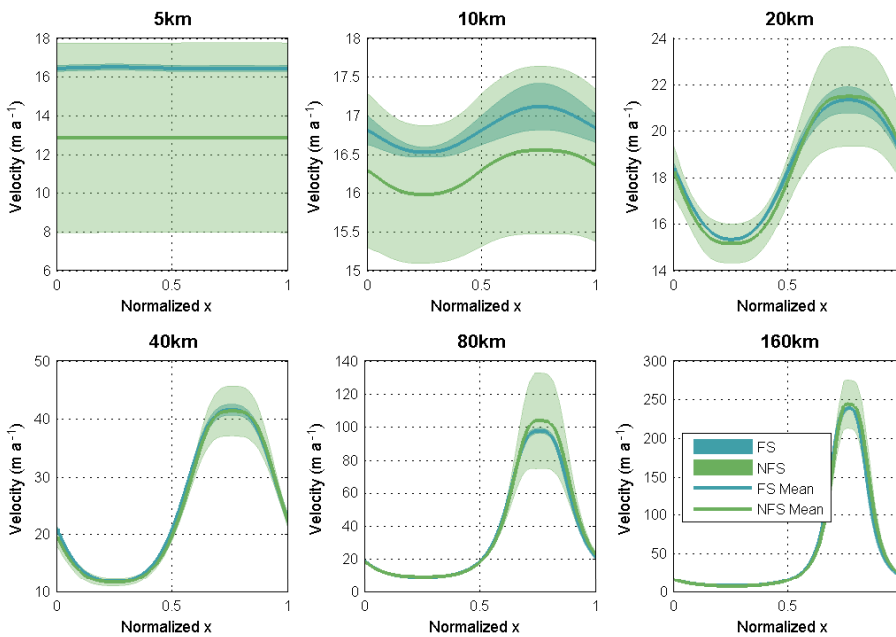 5km
18
16
14
12
10
8
6
Velocity (m a⁻¹)
0
0.5
1
Normalized x
10km
18
17.5
17
16.5
16
15.5
15
Velocity (m a⁻¹)
0
0.5
1
Normalized x
20km
24
22
20
18
16
14
Velocity (m a⁻¹)
0
0.5
Normalized x
40km
50
40
30
20
10
Velocity (m a⁻¹)
0
0.5
1
Normalized x
80km
140
120
100
80
60
40
20
0
Velocity (m a⁻¹)
0
0.5
1
Normalized x
160km
300
250
200
150
100
50
0
Velocity (m a⁻¹)
0
0.5
Normalized x
FS
NFS
FS Mean
NFS Mean